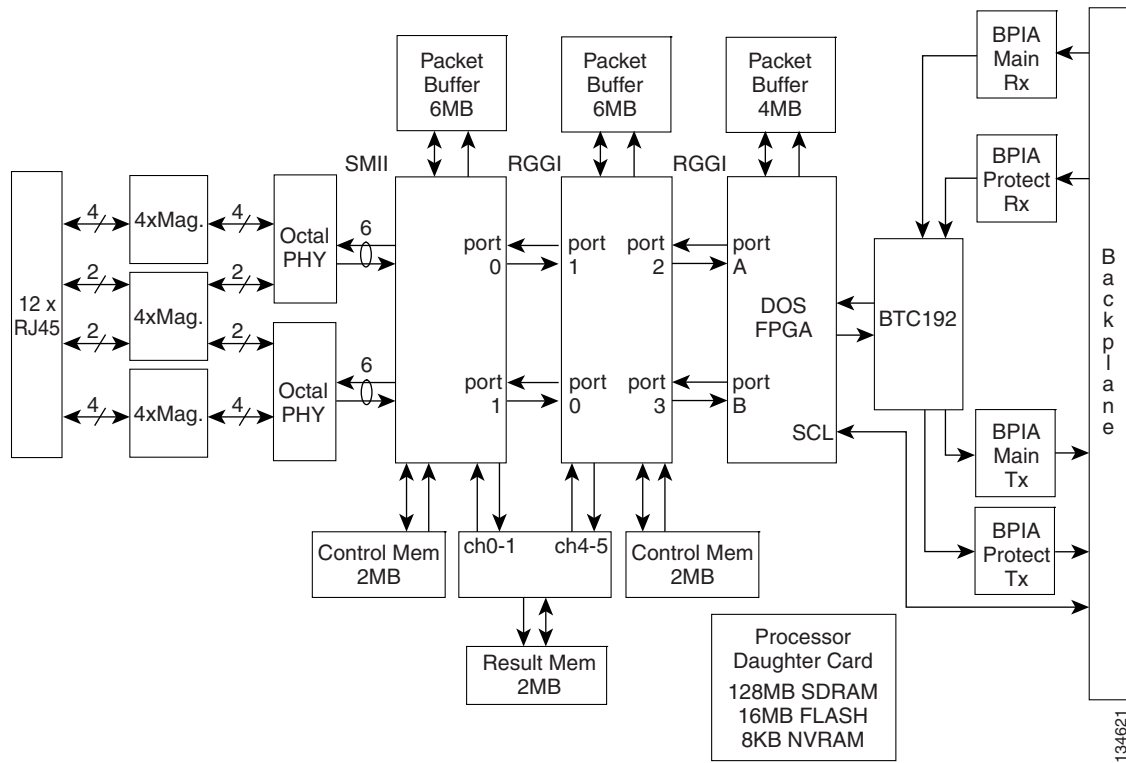 Packet
Buffer
6MB
Packet
Buffer
6MB
Packet
Buffer
4MB
BPIA
Main
Rx
BPIA
Protect
Rx
SMII
RGGI
RGGI
12 x
RJ45
4
2
2
4
4xMag.
4xMag.
4xMag.
4
2
2
4
Octal
PHY
Octal
PHY
6
6
port
0
port
1
port
1
port
0
port
2
port
3
port
A
DOS
FPGA
port
B
SCL
BTC192
Backplane
BPIA
Main
Tx
BPIA
Protect
Tx
Control Mem
2MB
ch0-1
ch4-5
Control Mem
2MB
Result Mem
2MB
Processor
Daughter Card
128MB SDRAM
16MB FLASH
8KB NVRAM
134621